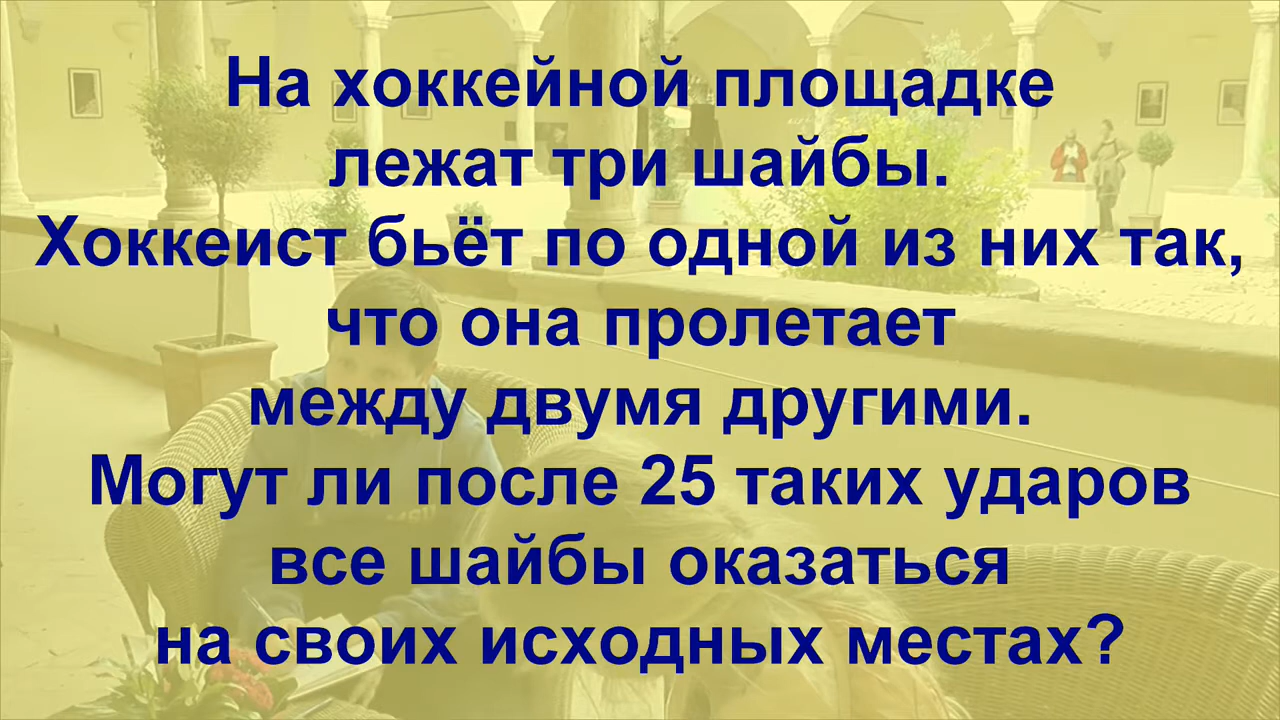 На хоккейной площадке
лежат три шайбы.
Хоккеист бьёт по одной из них так,
что она пролетает
между двумя другими.
Могут ли после 25 таких ударов
все шайбы оказаться
на своих исходных местах?